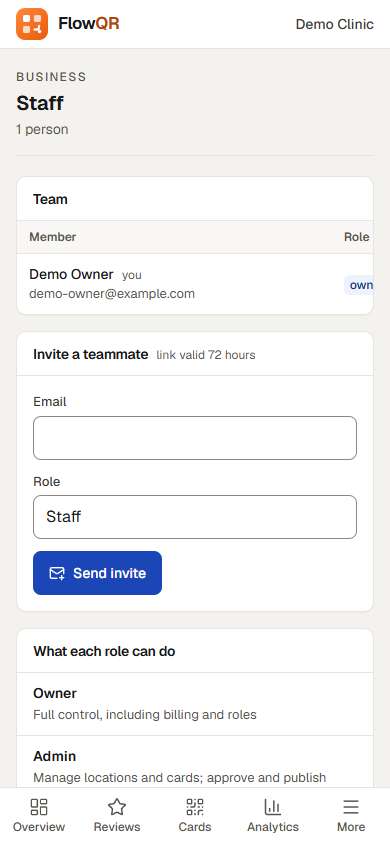 FlowQR
Demo Clinic
BUSINESS
Staff
1 person
Team
Member Role
Demo Owner you
demo-owner@example.com
own
Invite a teammate link valid 72 hours
Email
Role
Staff
Send invite
What each role can do
Owner
Full control, including billing and roles
Admin
Manage locations and cards; approve and publish
Overview Reviews Cards Analytics More